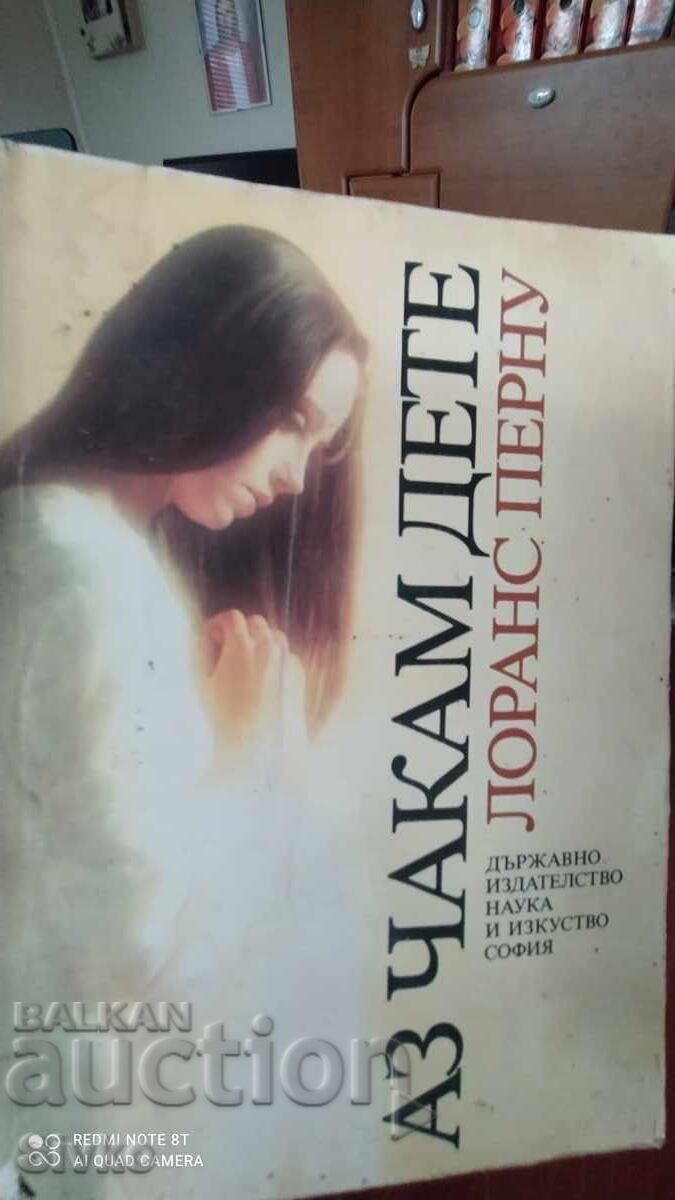 АЗ ЧАКАМ ДЕТЕ
ЛОРАНС ПЕРНУ
ДЪРЖАВНО
ИЗДАТЕЛСТВО
НАУКА
И ИЗКУСТВО
СОФИЯ
BALKAN
auction
REDMI NOTE 8T
AI QUAD CAMERA